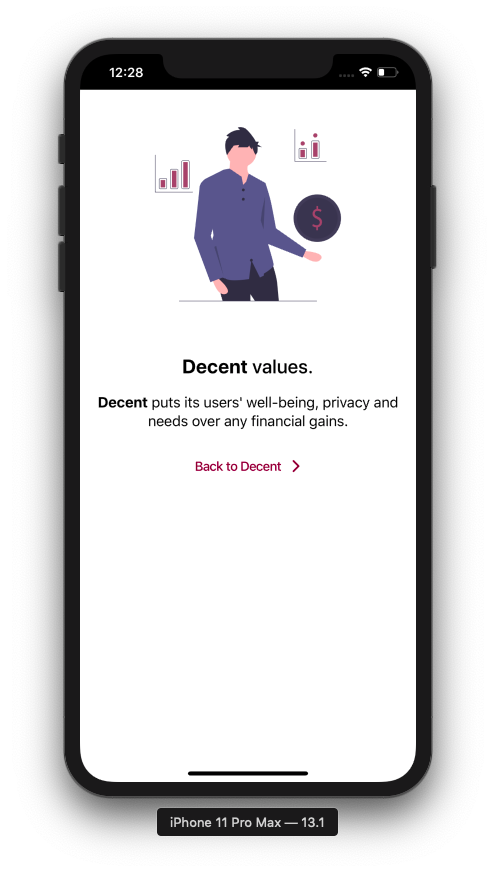 12:28
$
Decent values.
Decent puts its users' well-being, privacy and
needs over any financial gains.
Back to Decent
iPhone 11 Pro Max — 13.1